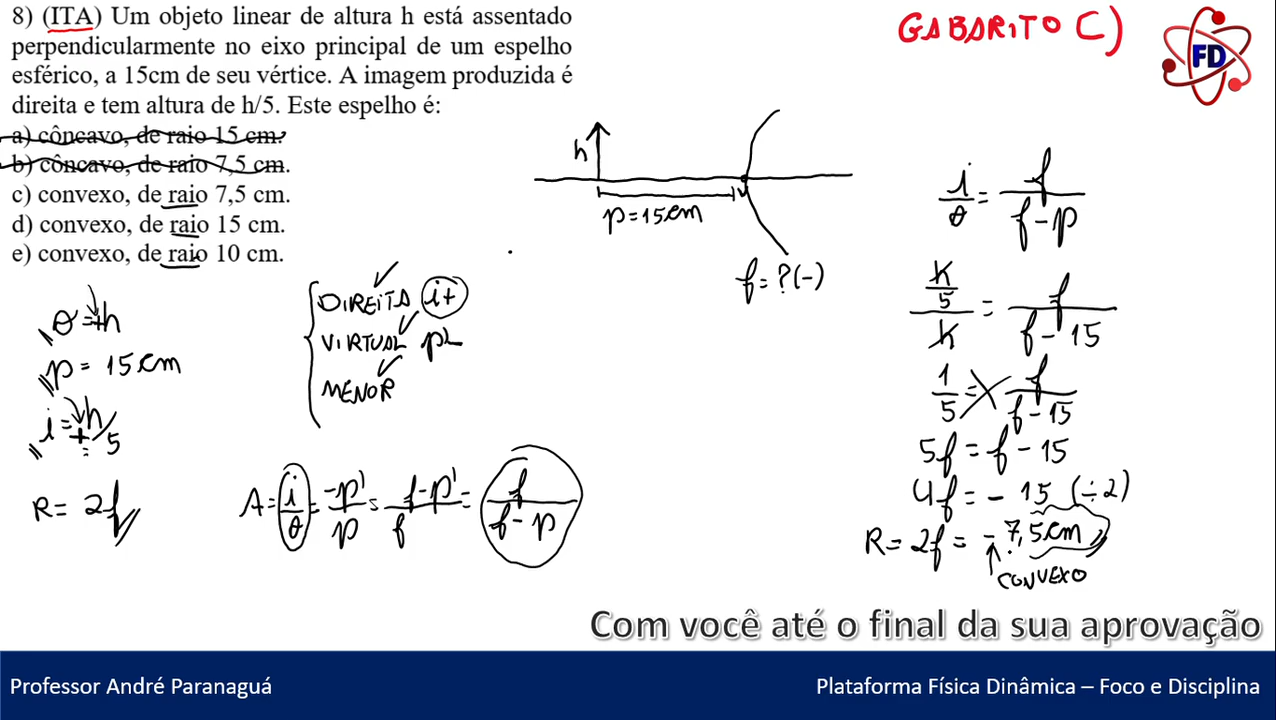 8) (ITA) Um objeto linear de altura h está assentado
perpendicularmente no eixo principal de um espelho
esférico, a 15cm de seu vértice. A imagem produzida é
direita e tem altura de h/5. Este espelho é:
a) côncavo, de raio 15 cm.
b) côncavo, de raio 7,5 cm.
c) convexo, de raio 7,5 cm.
d) convexo, de raio 15 cm.
e) convexo, de raio 10 cm.
GABARITO C)
FD
h
p = 15cm
V
f = ? (-)
θ = +h
p = 15cm
i = +h/5
R = 2f
DIREITA i+
VIRTUAL
MENOR
A = i/θ = -p'/p = f-p'/f = f/f-p
i/θ = f/f-p
h/5/h = f/f-15
1/5 = f/f-15
5f = f-15
4f = -15 (÷2)
R = 2f = -7,5cm
CONVEXO
Com você até o final da sua aprovação
Professor André Paranaguá
Plataforma Física Dinâmica – Foco e Disciplina